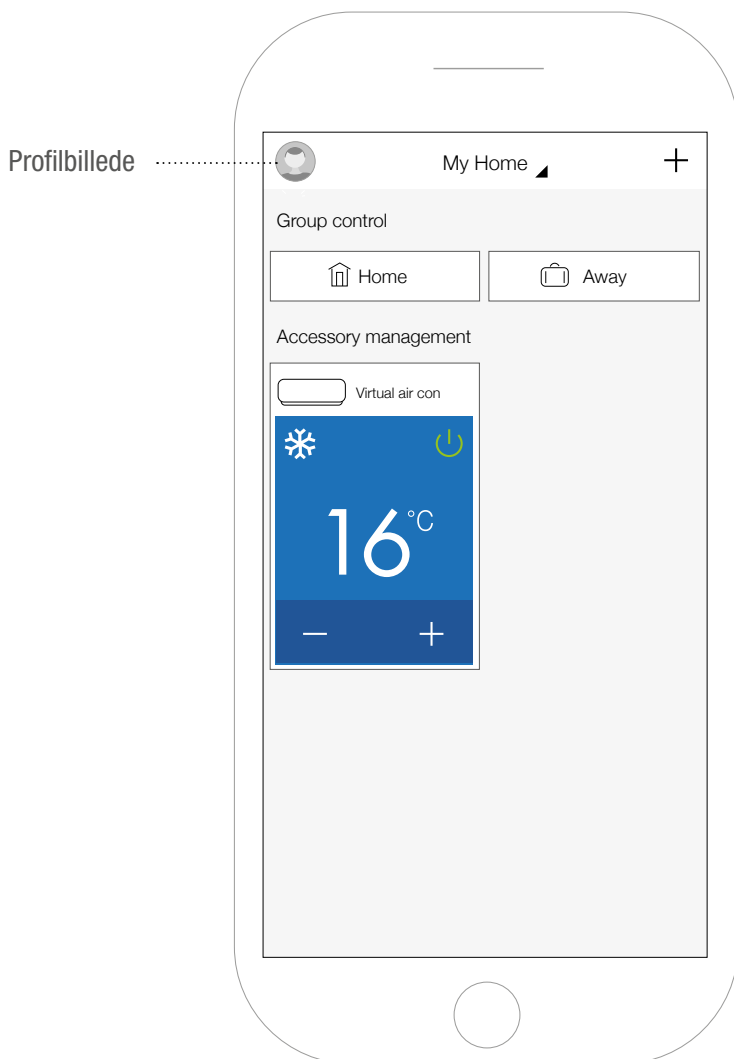 Profilbillede
My Home
+
Group control
Home
Away
Accessory management
Virtual air con
16°C
− +